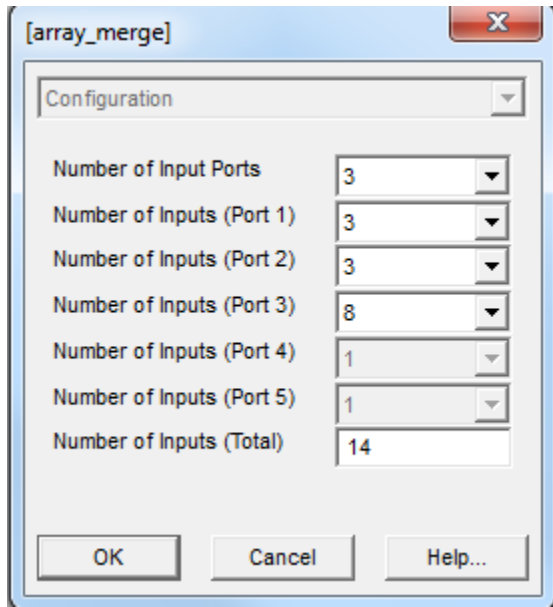 [array_merge]
Configuration
Number of Input Ports 3
Number of Inputs (Port 1) 3
Number of Inputs (Port 2) 3
Number of Inputs (Port 3) 8
Number of Inputs (Port 4) 1
Number of Inputs (Port 5) 1
Number of Inputs (Total) 14
OK Cancel Help...